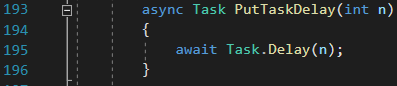 193 async Task PutTaskDelay(int n)
194 {
195 await Task.Delay(n);
196 }